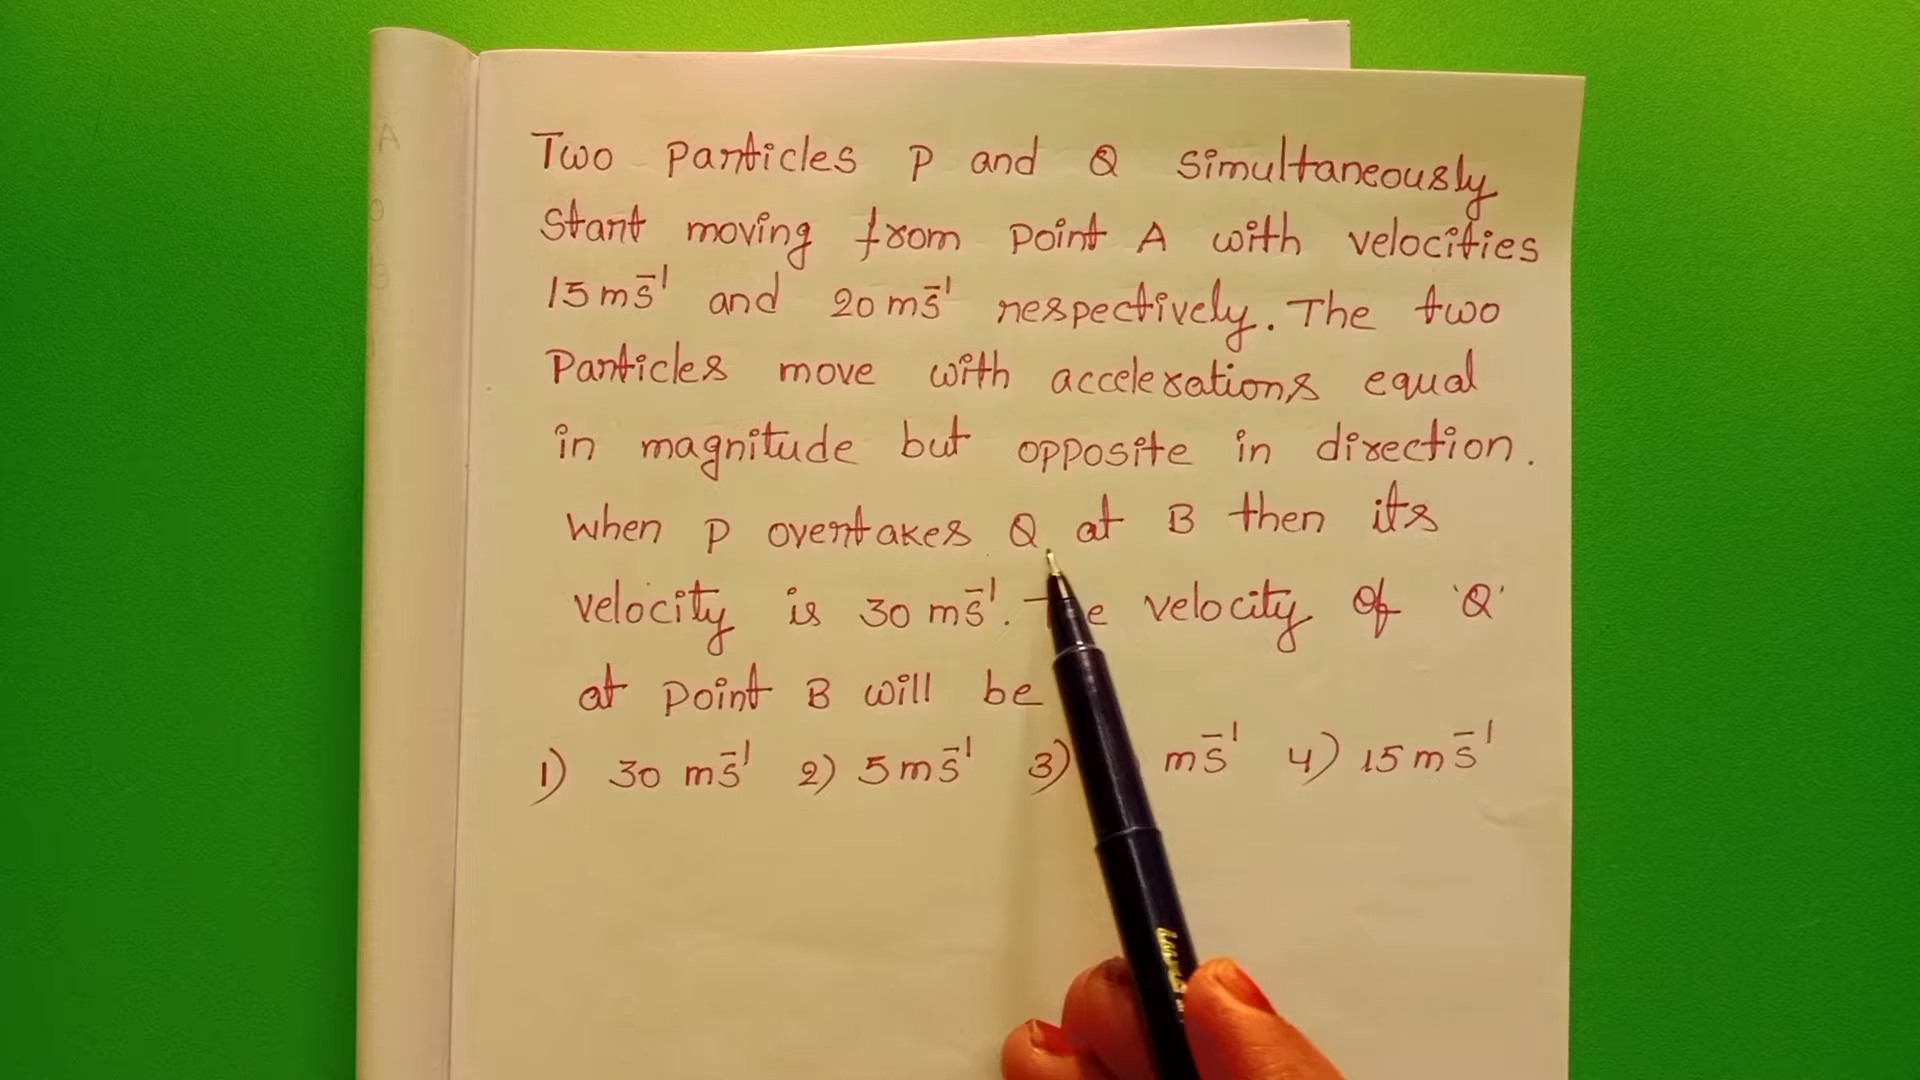 Two particles P and Q simultaneously
start moving from point A with velocities
15 ms̄¹ and 20 ms̄¹ respectively. The two
Particles move with accelerations equal
in magnitude but opposite in direction.
When P overtakes Q at B then its
velocity is 30 ms̄¹. velocity of 'Q'
at point B will be
1) 30 ms̄¹ 2) 5 ms̄¹ 3) ms̄¹ 4) 15 ms̄¹